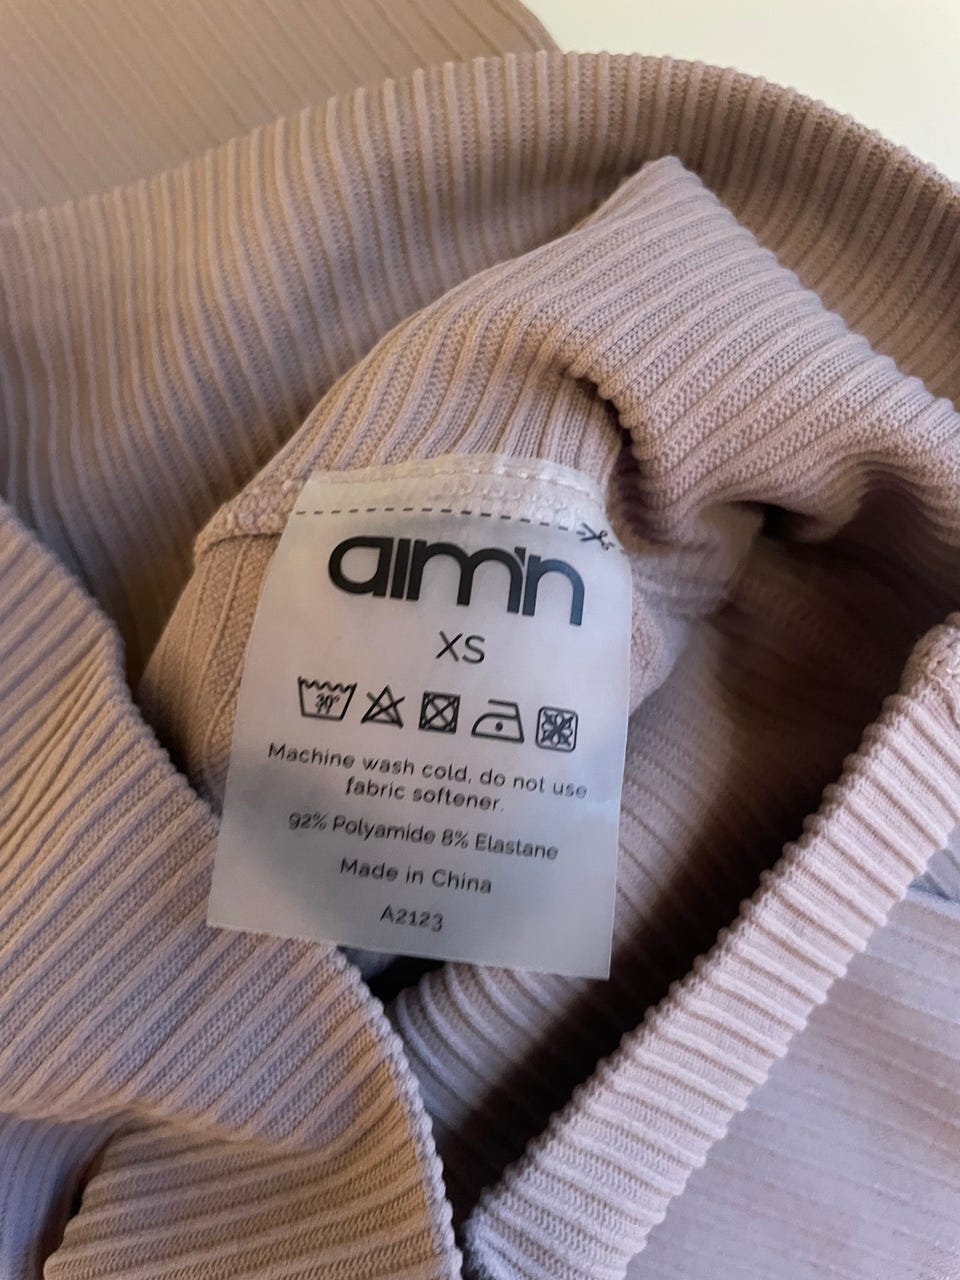 aim'n
XS
30°
Machine wash cold, do not use
fabric softener.
92% Polyamide 8% Elastane
Made in China
A2123